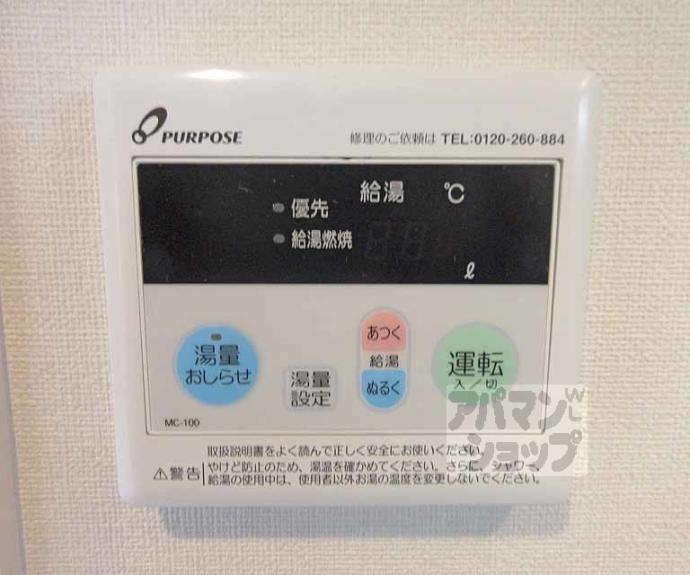 PURPOSE
修理のご依頼は TEL:0120-260-884
給湯 ℃
優先
給湯燃焼
ℓ
湯量
おしらせ
湯量
設定
あつく
給湯
ぬるく
運転
入／切
MC-100
取扱説明書をよく読んで正しく安全にお使いください。
⚠警告
やけど防止のため、湯温を確かめてください。さらに、シャワー、
給湯の使用中は、使用者以外お湯の温度を変更しないでください。
アパマン
ショップ